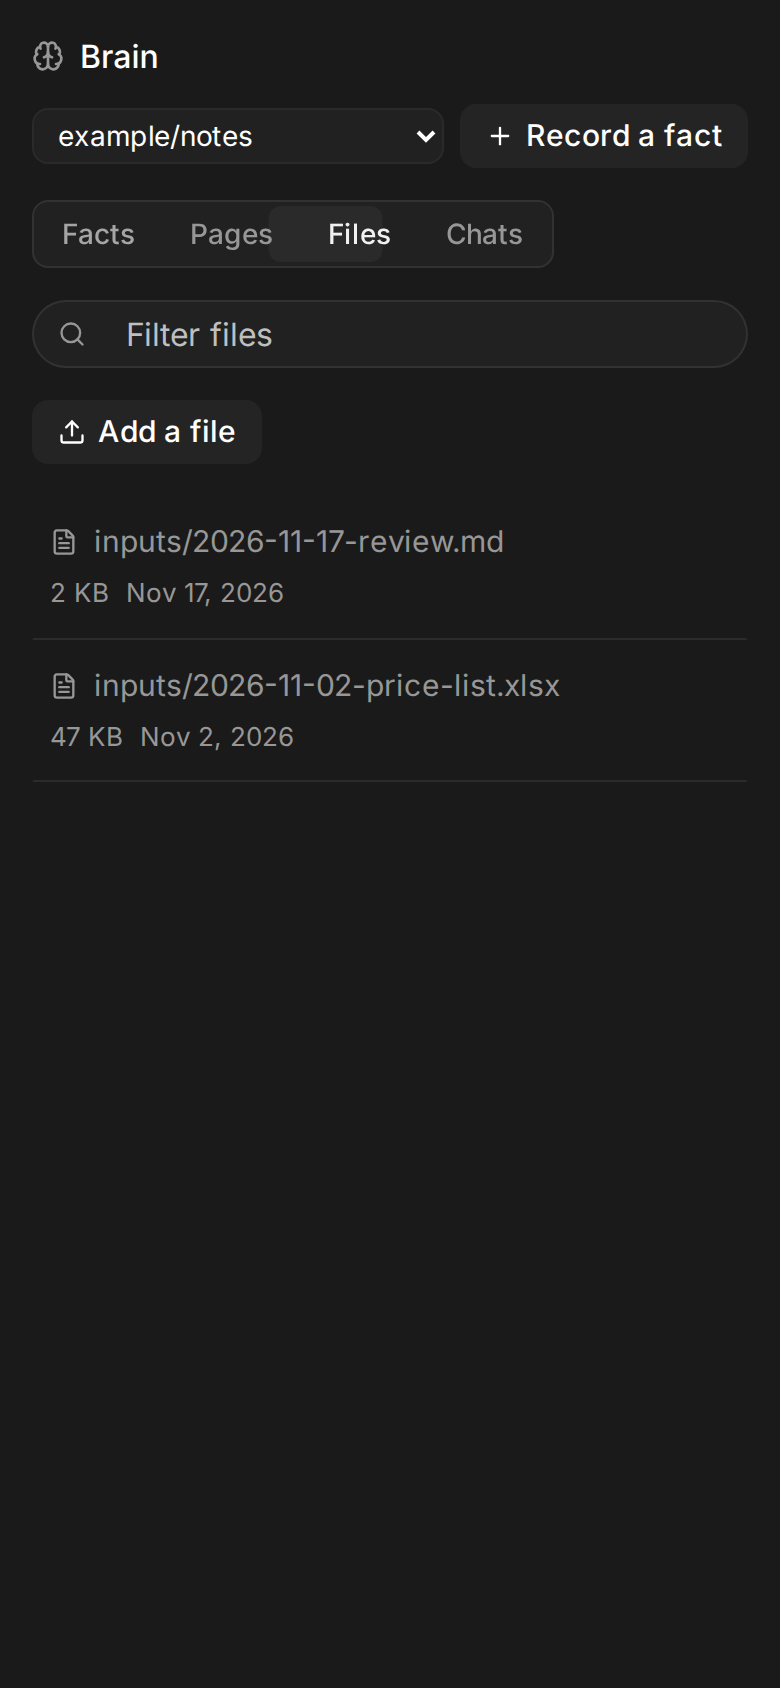 Brain
example/notes
Record a fact
Facts Pages Files Chats
Filter files
Add a file
inputs/2026-11-17-review.md
2 KB Nov 17, 2026
inputs/2026-11-02-price-list.xlsx
47 KB Nov 2, 2026